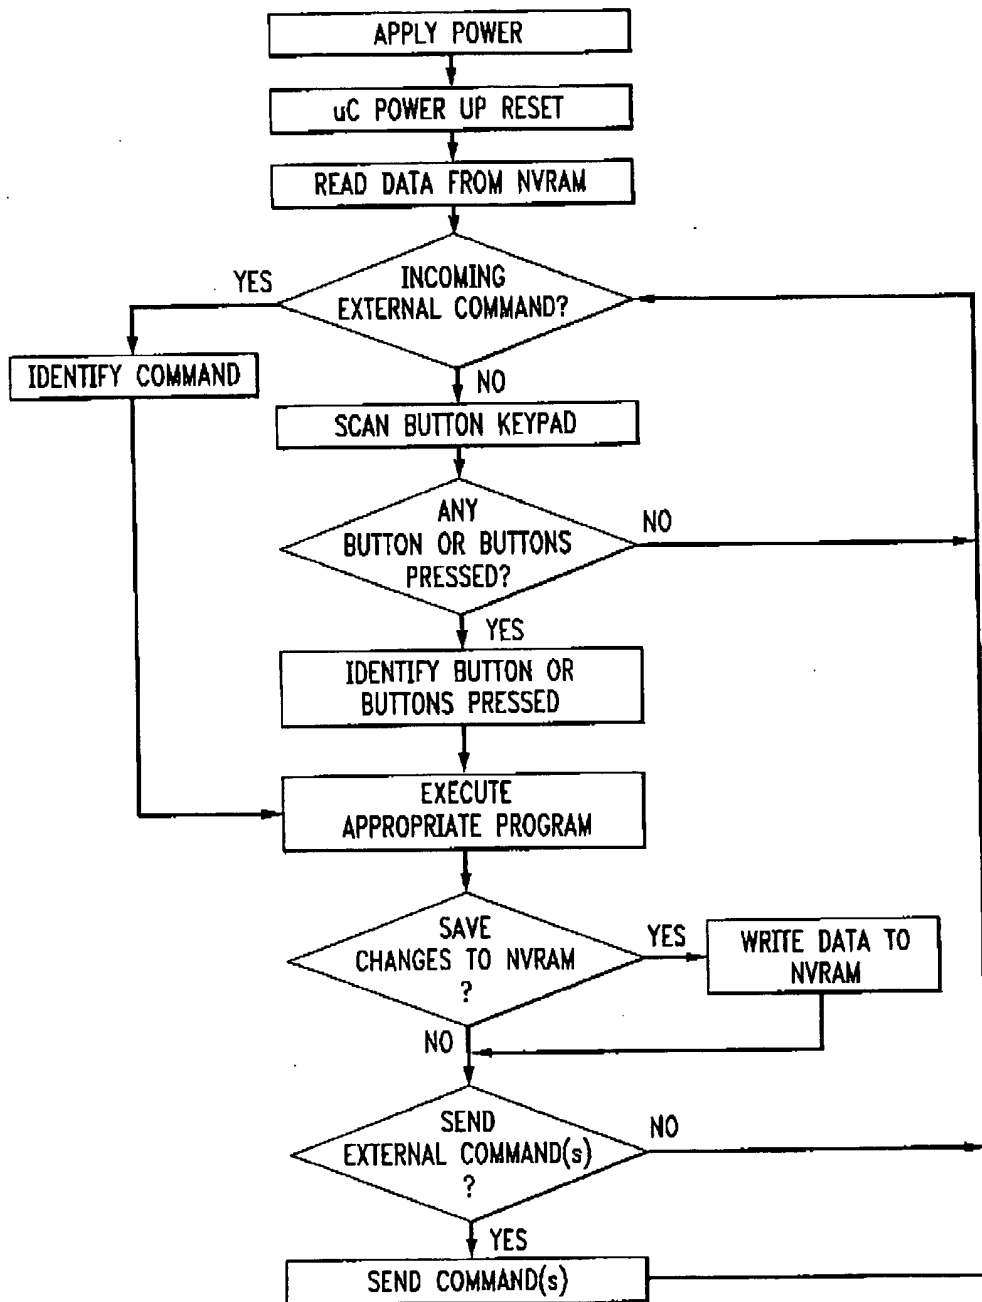 APPLY POWER
uC POWER UP RESET
READ DATA FROM NVRAM
INCOMING
EXTERNAL COMMAND?
YES
IDENTIFY COMMAND
NO
SCAN BUTTON KEYPAD
ANY
BUTTON OR BUTTONS
PRESSED?
NO
YES
IDENTIFY BUTTON OR
BUTTONS PRESSED
EXECUTE
APPROPRIATE PROGRAM
SAVE
CHANGES TO NVRAM
?
YES
WRITE DATA TO
NVRAM
NO
SEND
EXTERNAL COMMAND(s)
?
NO
YES
SEND COMMAND(s)